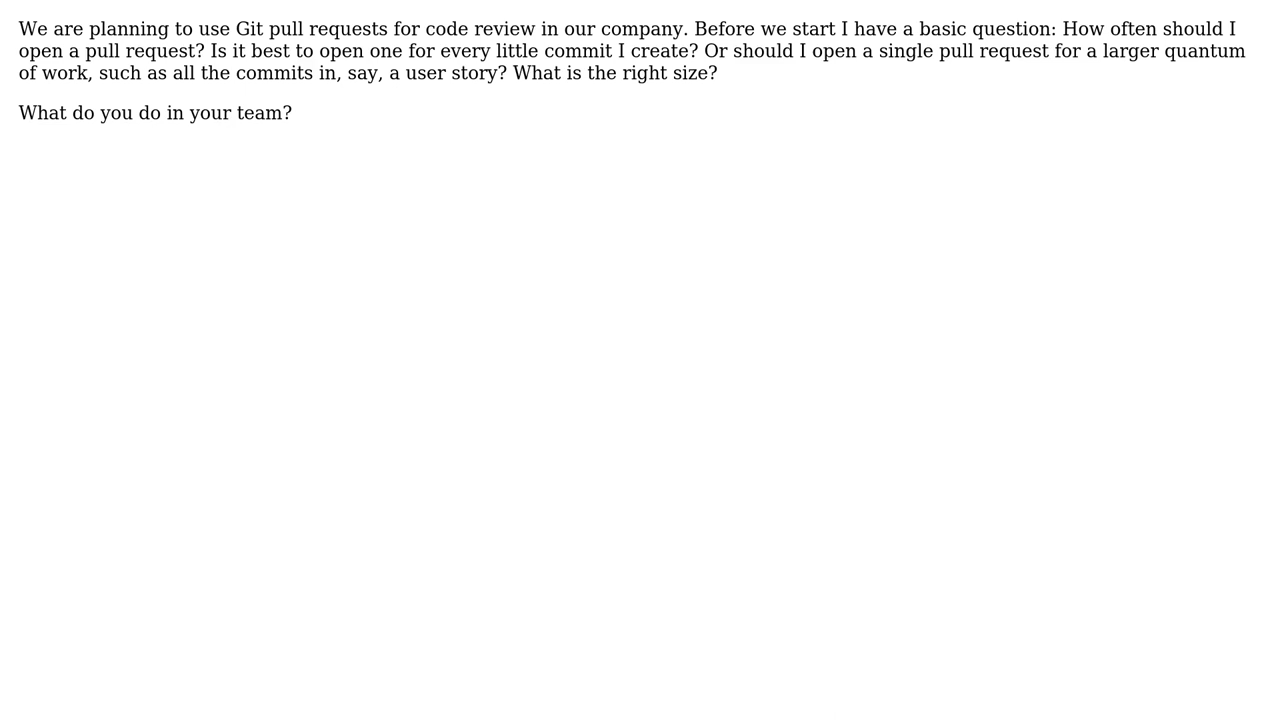 We are planning to use Git pull requests for code review in our company. Before we start I have a basic question: How often should I
open a pull request? Is it best to open one for every little commit I create? Or should I open a single pull request for a larger quantum
of work, such as all the commits in, say, a user story? What is the right size?
What do you do in your team?